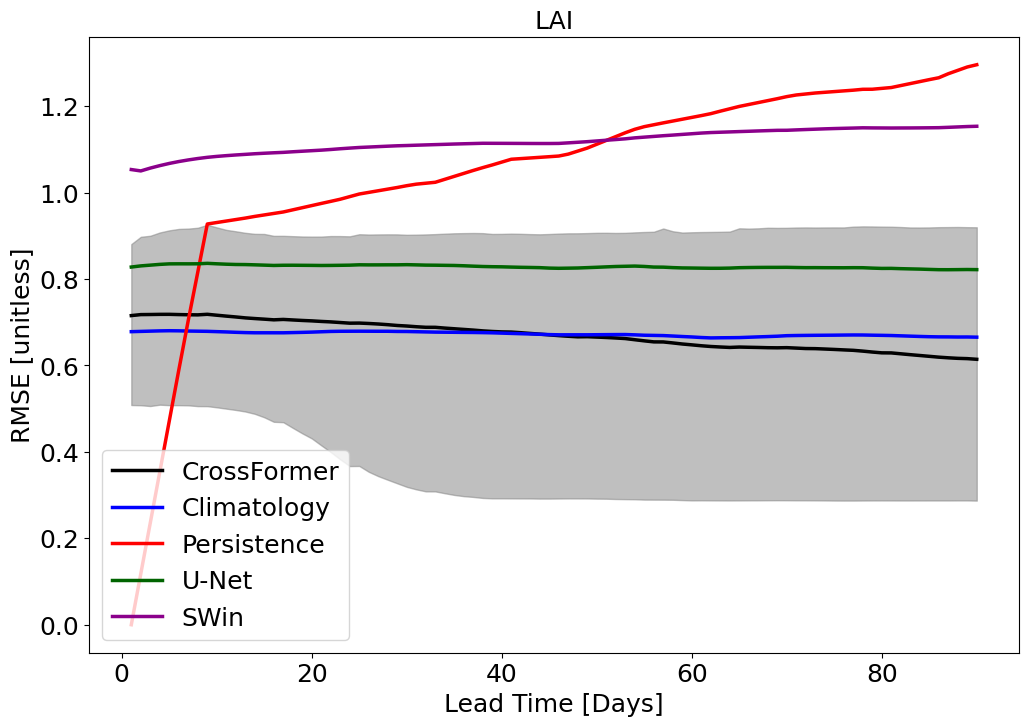 LAI
RMSE [unitless]
1.2
1.0
0.8
0.6
0.4
0.2
0.0
CrossFormer
Climatology
Persistence
U-Net
SWin
0 20 40 60 80
Lead Time [Days]